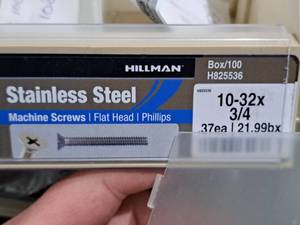 HILLMAN
Box/100
H825536
Stainless Steel
Machine Screws | Flat Head | Phillips
10-32x
3/4
.37ea | 21.99bx